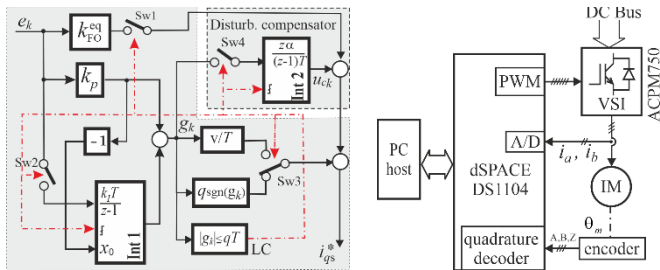 e_k
k_FO^eq
Sw1
Disturb. compensator
Sw4
zα
(z-1)T
Int 2
u_ck
k_p
-1
g_k
ν/T
Sw2
Sw3
q sgn(g_k)
k_I T
z-1
x_0
Int 1
|g_k|≤qT
LC
i_qs^*
DC Bus
PWM
VSI
ACPM750
A/D
i_a, i_b
PC
host
dSPACE
DS1104
IM
θ_m
quadrature
decoder
A,B,Z
encoder